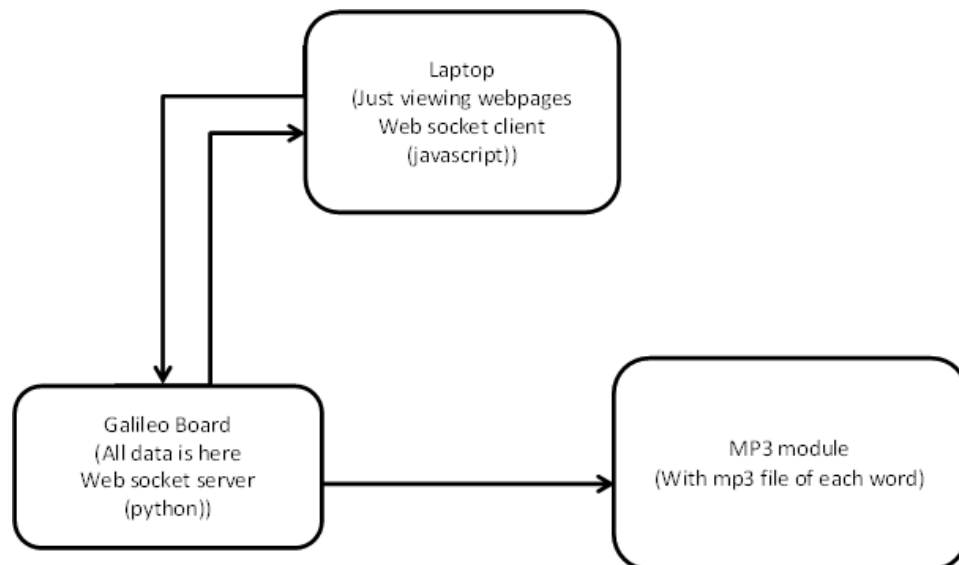 Laptop
(Just viewing webpages
Web socket client
(javascript))
Galileo Board
(All data is here
Web socket server
(python))
MP3 module
(With mp3 file of each word)